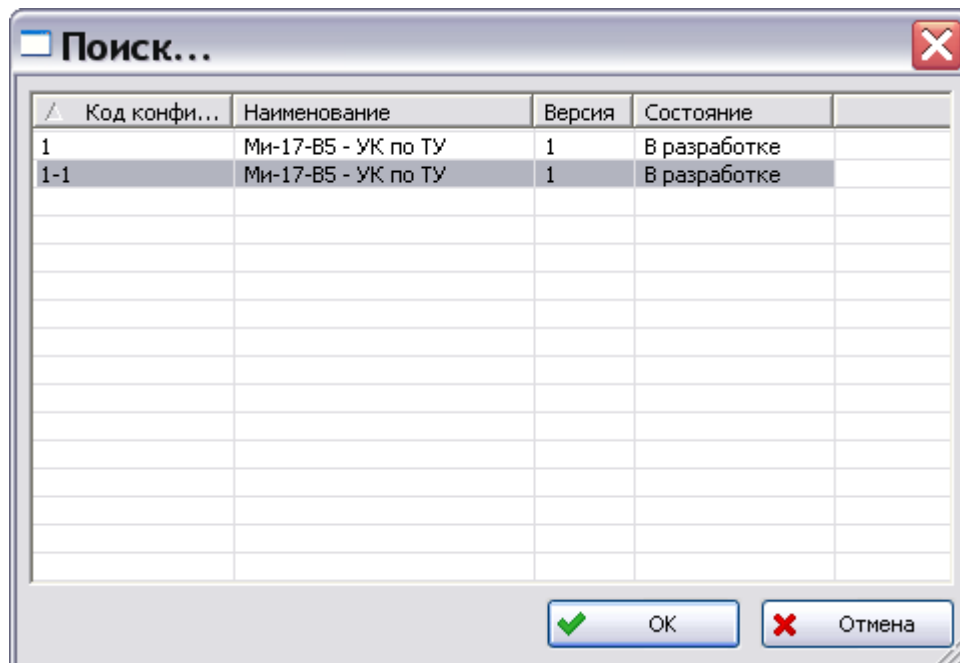 Поиск...
Код конфи... Наименование Версия Состояние
1 Ми-17-В5 - УК по ТУ 1 В разработке
1-1 Ми-17-В5 - УК по ТУ 1 В разработке
ОК Отмена